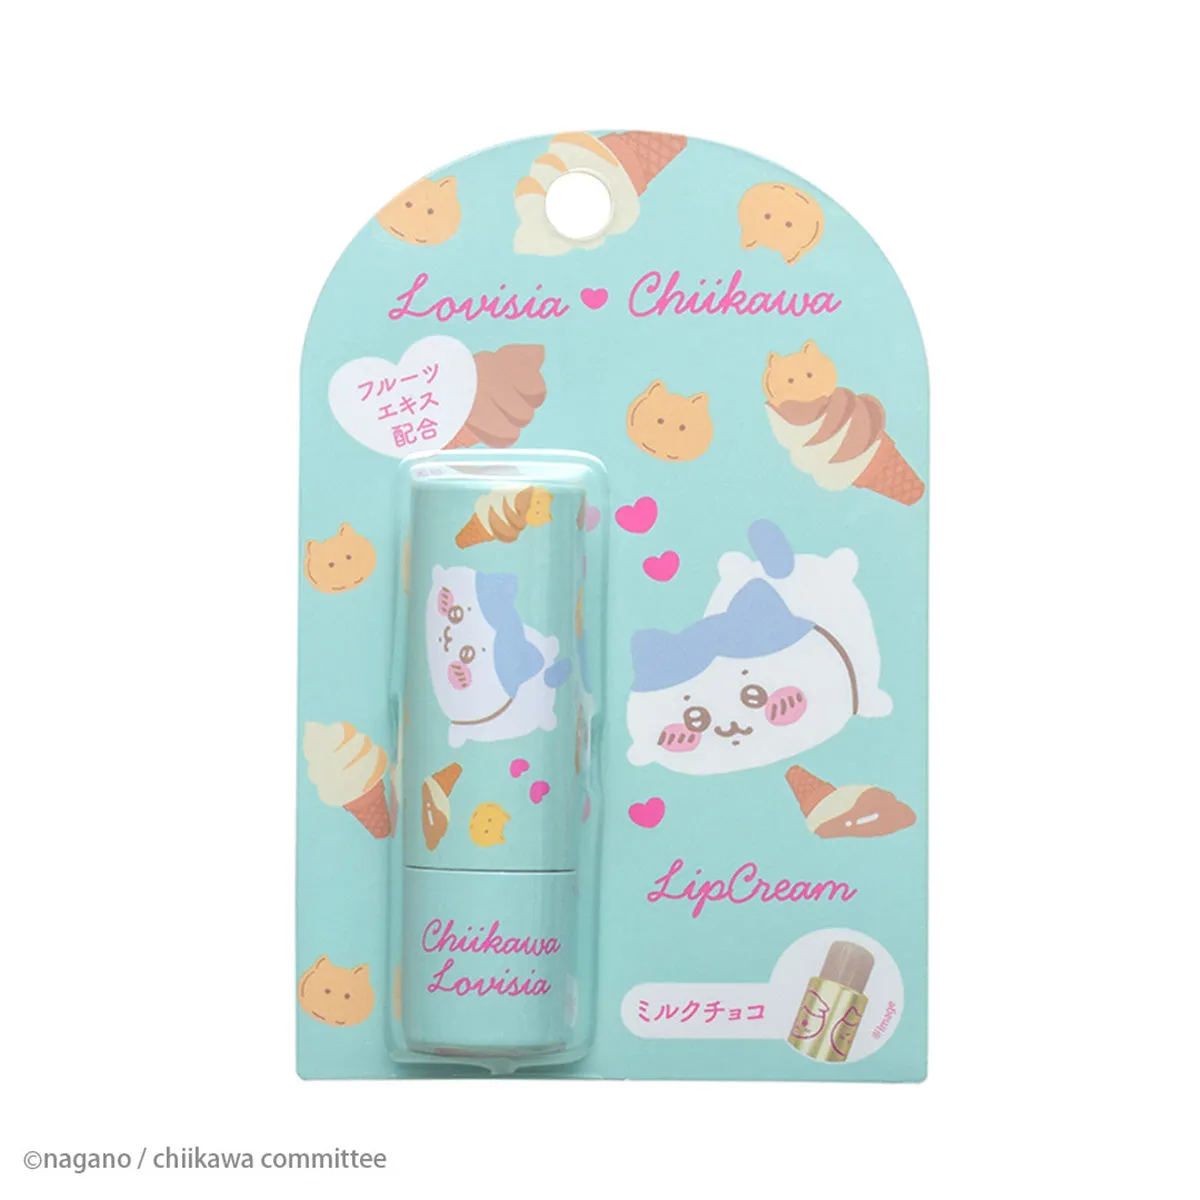 Lovisia ♥ Chiikawa
フルーツ
エキス
配合
Chiikawa
Lovisia
LipCream
ミルクチョコ
※image
©nagano / chiikawa committee